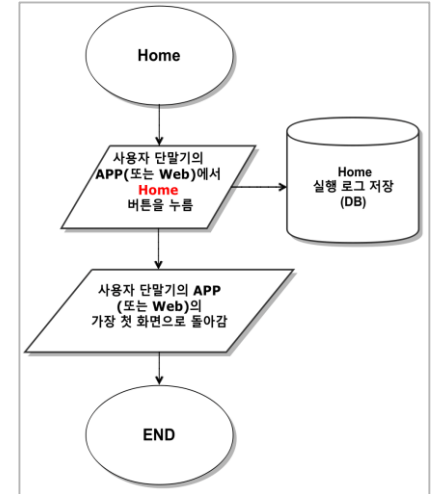 Home
사용자 단말기의
APP(또는 Web)에서
Home
버튼을 누름
Home
실행 로그 저장
(DB)
사용자 단말기의 APP
(또는 Web)의
가장 첫 화면으로 돌아감
END